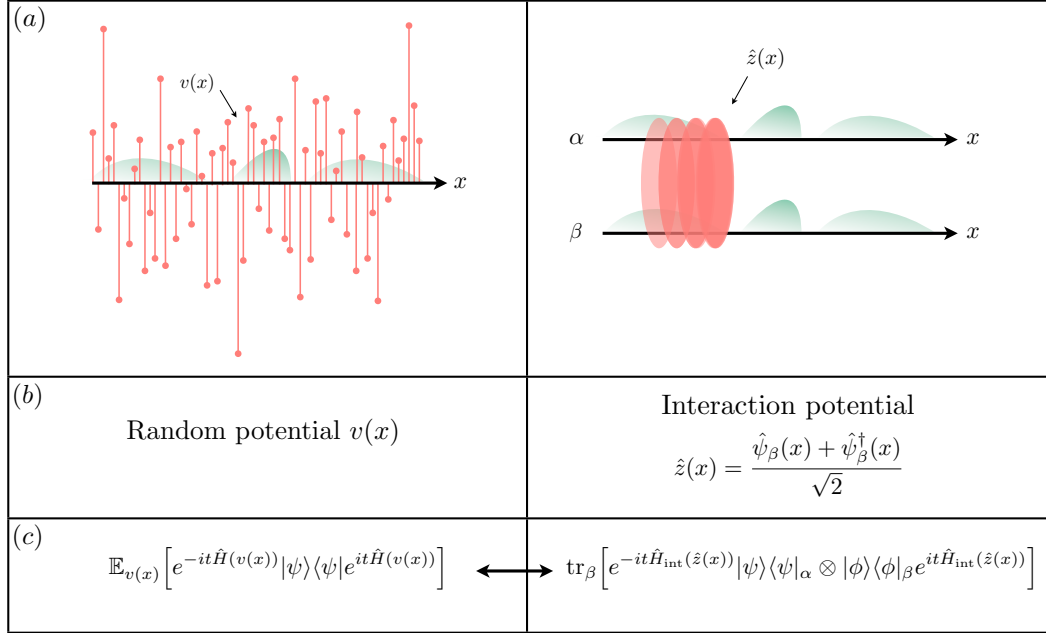 (a)
v(x)
x
ẑ(x)
α
x
β
x
(b)
Random potential v(x)
Interaction potential
ẑ(x) = (ψ̂_β(x) + ψ̂_β^†(x)) / √2
(c)
𝔼_{v(x)}[e^{-itĤ(v(x))}|ψ⟩⟨ψ|e^{itĤ(v(x))}]
tr_β[e^{-itĤ_int(ẑ(x))}|ψ⟩⟨ψ|_α ⊗ |ϕ⟩⟨ϕ|_β e^{itĤ_int(ẑ(x))}]